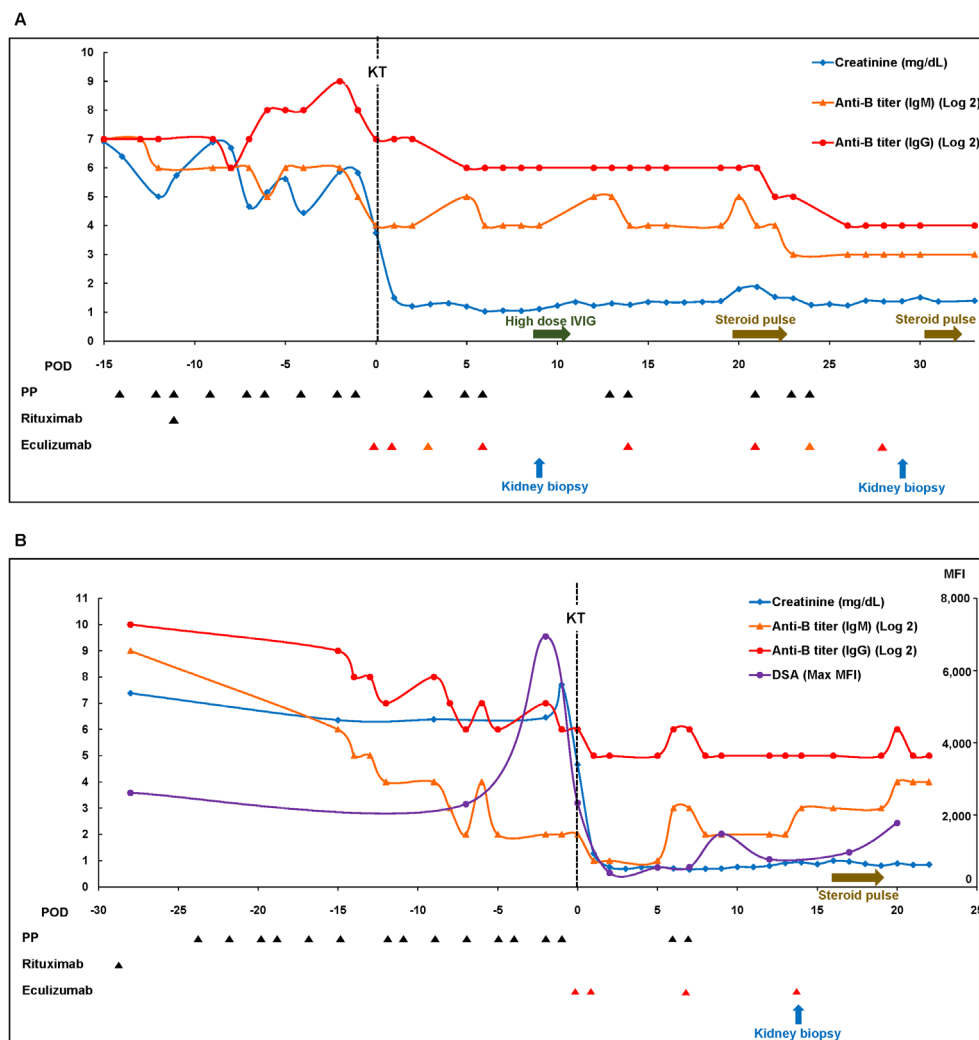 A
10
9
8
7
6
5
4
3
2
1
0
KT
Creatinine (mg/dL)
Anti-B titer (IgM) (Log 2)
Anti-B titer (IgG) (Log 2)
High dose IVIG
Steroid pulse
Steroid pulse
POD
-15 -10 -5 0 5 10 15 20 25 30
PP
Rituximab
Eculizumab
Kidney biopsy
Kidney biopsy
B
MFI
11
10
9
8
7
6
5
4
3
2
1
0
KT
Creatinine (mg/dL)
Anti-B titer (IgM) (Log 2)
Anti-B titer (IgG) (Log 2)
DSA (Max MFI)
8,000
6,000
4,000
2,000
0
Steroid pulse
POD
-30 -25 -20 -15 -10 -5 0 5 10 15 20 25
PP
Rituximab
Eculizumab
Kidney biopsy